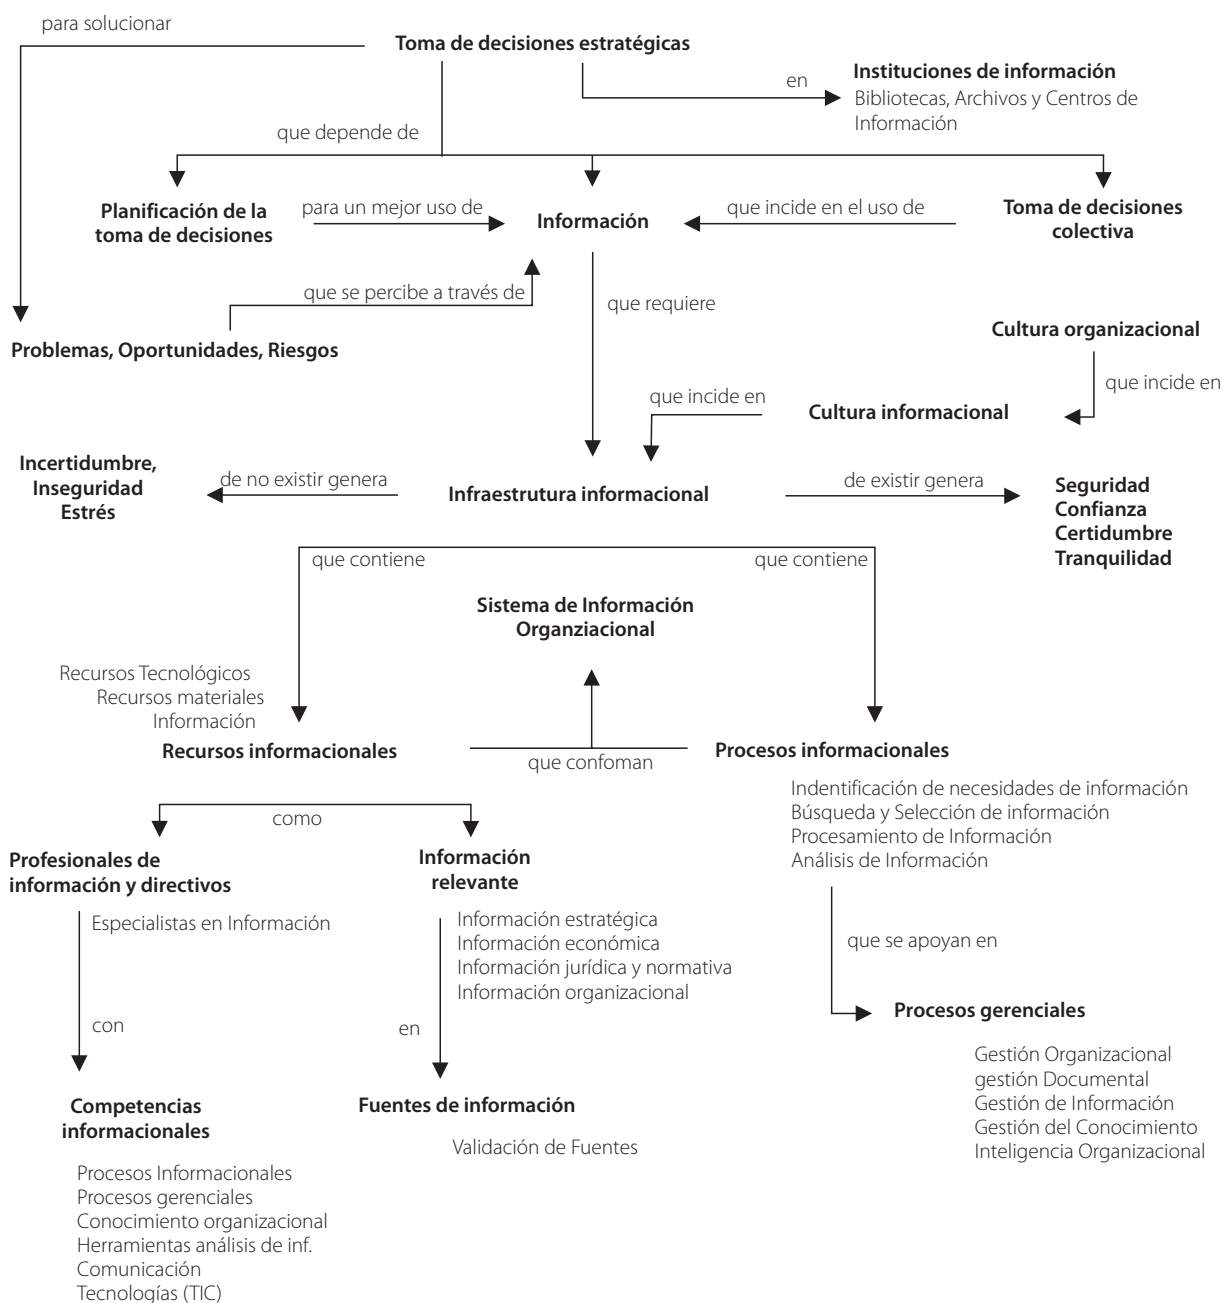 para solucionar
Toma de decisiones estratégicas
en
Instituciones de información
Bibliotecas, Archivos y Centros de
Información
que depende de
Planificación de la
toma de decisiones
para un mejor uso de
Información
que incide en el uso de
Toma de decisiones
colectiva
que se percibe a través de
que requiere
Problemas, Oportunidades, Riesgos
Cultura organizacional
que incide en
que incide en
Cultura informacional
Incertidumbre,
Inseguridad
Estrés
de no existir genera
Infraestrutura informacional
de existir genera
Seguridad
Confianza
Certidumbre
Tranquilidad
que contiene
que contiene
Sistema de Información
Organziacional
Recursos Tecnológicos
Recursos materiales
Información
Recursos informacionales
que confoman
Procesos informacionales
Indentificación de necesidades de información
Búsqueda y Selección de información
Procesamiento de Información
Análisis de Información
como
Profesionales de
información y directivos
Especialistas en Información
Información
relevante
Información estratégica
Información económica
Información jurídica y normativa
Información organizacional
que se apoyan en
con
en
Procesos gerenciales
Gestión Organizacional
gestión Documental
Gestión de Información
Gestión del Conocimiento
Inteligencia Organizacional
Competencias
informacionales
Fuentes de información
Validación de Fuentes
Procesos Informacionales
Procesos gerenciales
Conocimiento organizacional
Herramientas análisis de inf.
Comunicación
Tecnologías (TIC)